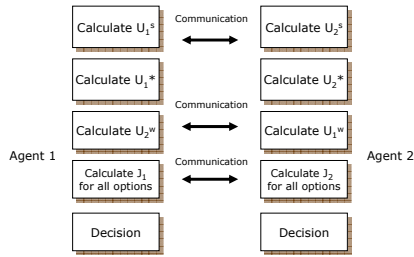 Calculate U₁ˢ
Communication
Calculate U₂ˢ
Calculate U₁*
Calculate U₂*
Communication
Calculate U₂ʷ
Calculate U₁ʷ
Agent 1
Communication
Agent 2
Calculate J₁
for all options
Calculate J₂
for all options
Decision
Decision